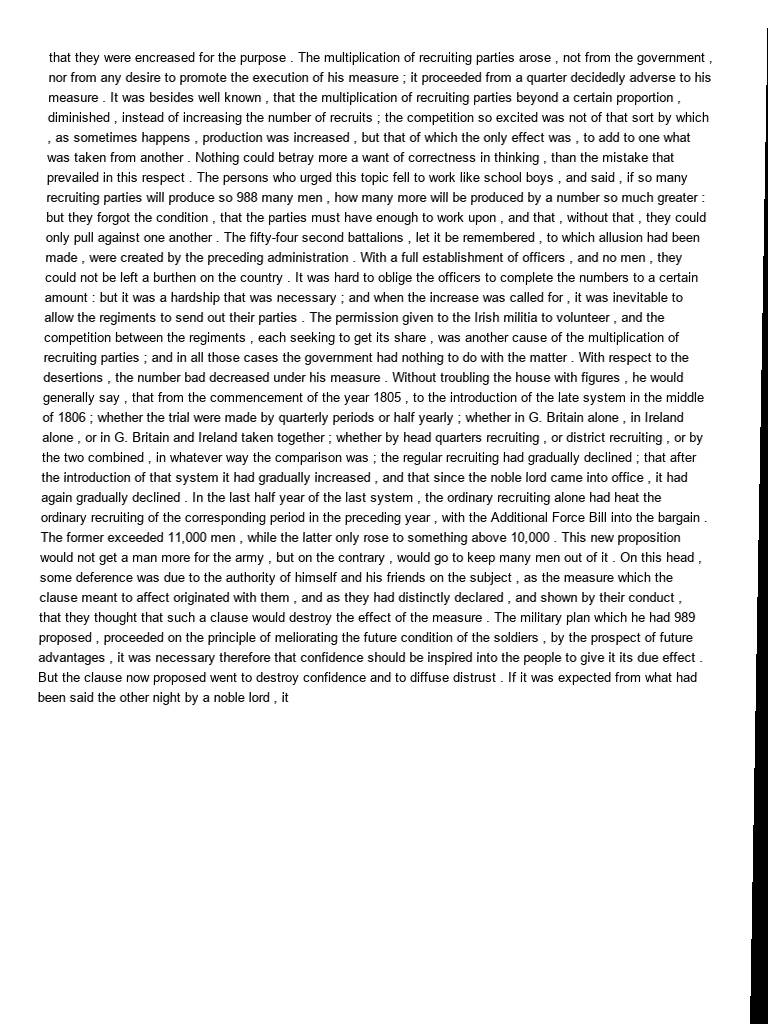 that they were encreased for the purpose . The multiplication of recruiting parties arose , not from the government ,
nor from any desire to promote the execution of his measure ; it proceeded from a quarter decidedly adverse to his
measure . It was besides well known , that the multiplication of recruiting parties beyond a certain proportion ,
diminished , instead of increasing the number of recruits ; the competition so excited was not of that sort by which
, as sometimes happens , production was increased , but that of which the only effect was , to add to one what
was taken from another . Nothing could betray more a want of correctness in thinking , than the mistake that
prevailed in this respect . The persons who urged this topic fell to work like school boys , and said , if so many
recruiting parties will produce so 988 many men , how many more will be produced by a number so much greater :
but they forgot the condition , that the parties must have enough to work upon , and that , without that , they could
only pull against one another . The fifty-four second battalions , let it be remembered , to which allusion had been
made , were created by the preceding administration . With a full establishment of officers , and no men , they
could not be left a burthen on the country . It was hard to oblige the officers to complete the numbers to a certain
amount : but it was a hardship that was necessary ; and when the increase was called for , it was inevitable to
allow the regiments to send out their parties . The permission given to the Irish militia to volunteer , and the
competition between the regiments , each seeking to get its share , was another cause of the multiplication of
recruiting parties ; and in all those cases the government had nothing to do with the matter . With respect to the
desertions , the number bad decreased under his measure . Without troubling the house with figures , he would
generally say , that from the commencement of the year 1805 , to the introduction of the late system in the middle
of 1806 ; whether the trial were made by quarterly periods or half yearly ; whether in G. Britain alone , in Ireland
alone , or in G. Britain and Ireland taken together ; whether by head quarters recruiting , or district recruiting , or by
the two combined , in whatever way the comparison was ; the regular recruiting had gradually declined ; that after
the introduction of that system it had gradually increased , and that since the noble lord came into office , it had
again gradually declined . In the last half year of the last system , the ordinary recruiting alone had heat the
ordinary recruiting of the corresponding period in the preceding year , with the Additional Force Bill into the bargain .
The former exceeded 11,000 men , while the latter only rose to something above 10,000 . This new proposition
would not get a man more for the army , but on the contrary , would go to keep many men out of it . On this head ,
some deference was due to the authority of himself and his friends on the subject , as the measure which the
clause meant to affect originated with them , and as they had distinctly declared , and shown by their conduct ,
that they thought that such a clause would destroy the effect of the measure . The military plan which he had 989
proposed , proceeded on the principle of meliorating the future condition of the soldiers , by the prospect of future
advantages , it was necessary therefore that confidence should be inspired into the people to give it its due effect .
But the clause now proposed went to destroy confidence and to diffuse distrust . If it was expected from what had
been said the other night by a noble lord , it